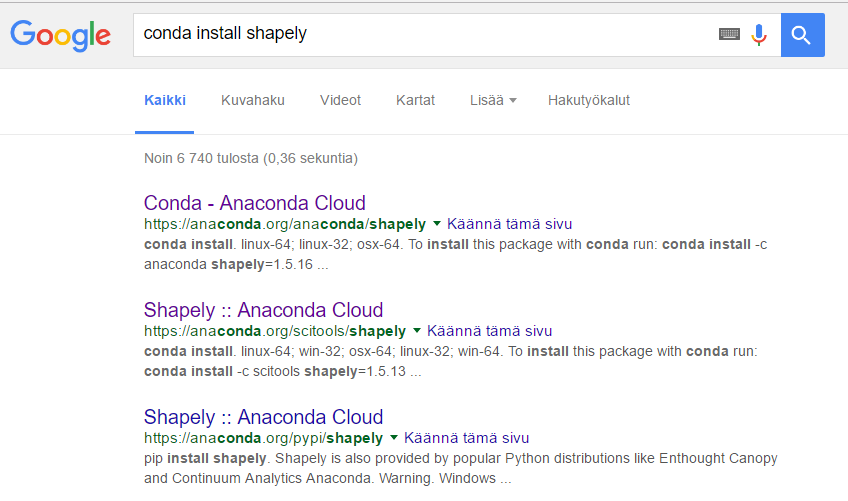 Google conda install shapely
Kaikki Kuvahaku Videot Kartat Lisää Hakutyökalut
Noin 6 740 tulosta (0,36 sekuntia)
Conda - Anaconda Cloud
https://anaconda.org/anaconda/shapely Käännä tämä sivu
conda install. linux-64; linux-32; osx-64. To install this package with conda run: conda install -c
anaconda shapely=1.5.16 ...
Shapely :: Anaconda Cloud
https://anaconda.org/scitools/shapely Käännä tämä sivu
conda install. linux-64; win-32; osx-64; linux-32; win-64. To install this package with conda run:
conda install -c scitools shapely=1.5.13 ...
Shapely :: Anaconda Cloud
https://anaconda.org/pypi/shapely Käännä tämä sivu
pip install shapely. Shapely is also provided by popular Python distributions like Enthought Canopy
and Continuum Analytics Anaconda. Warning. Windows ...